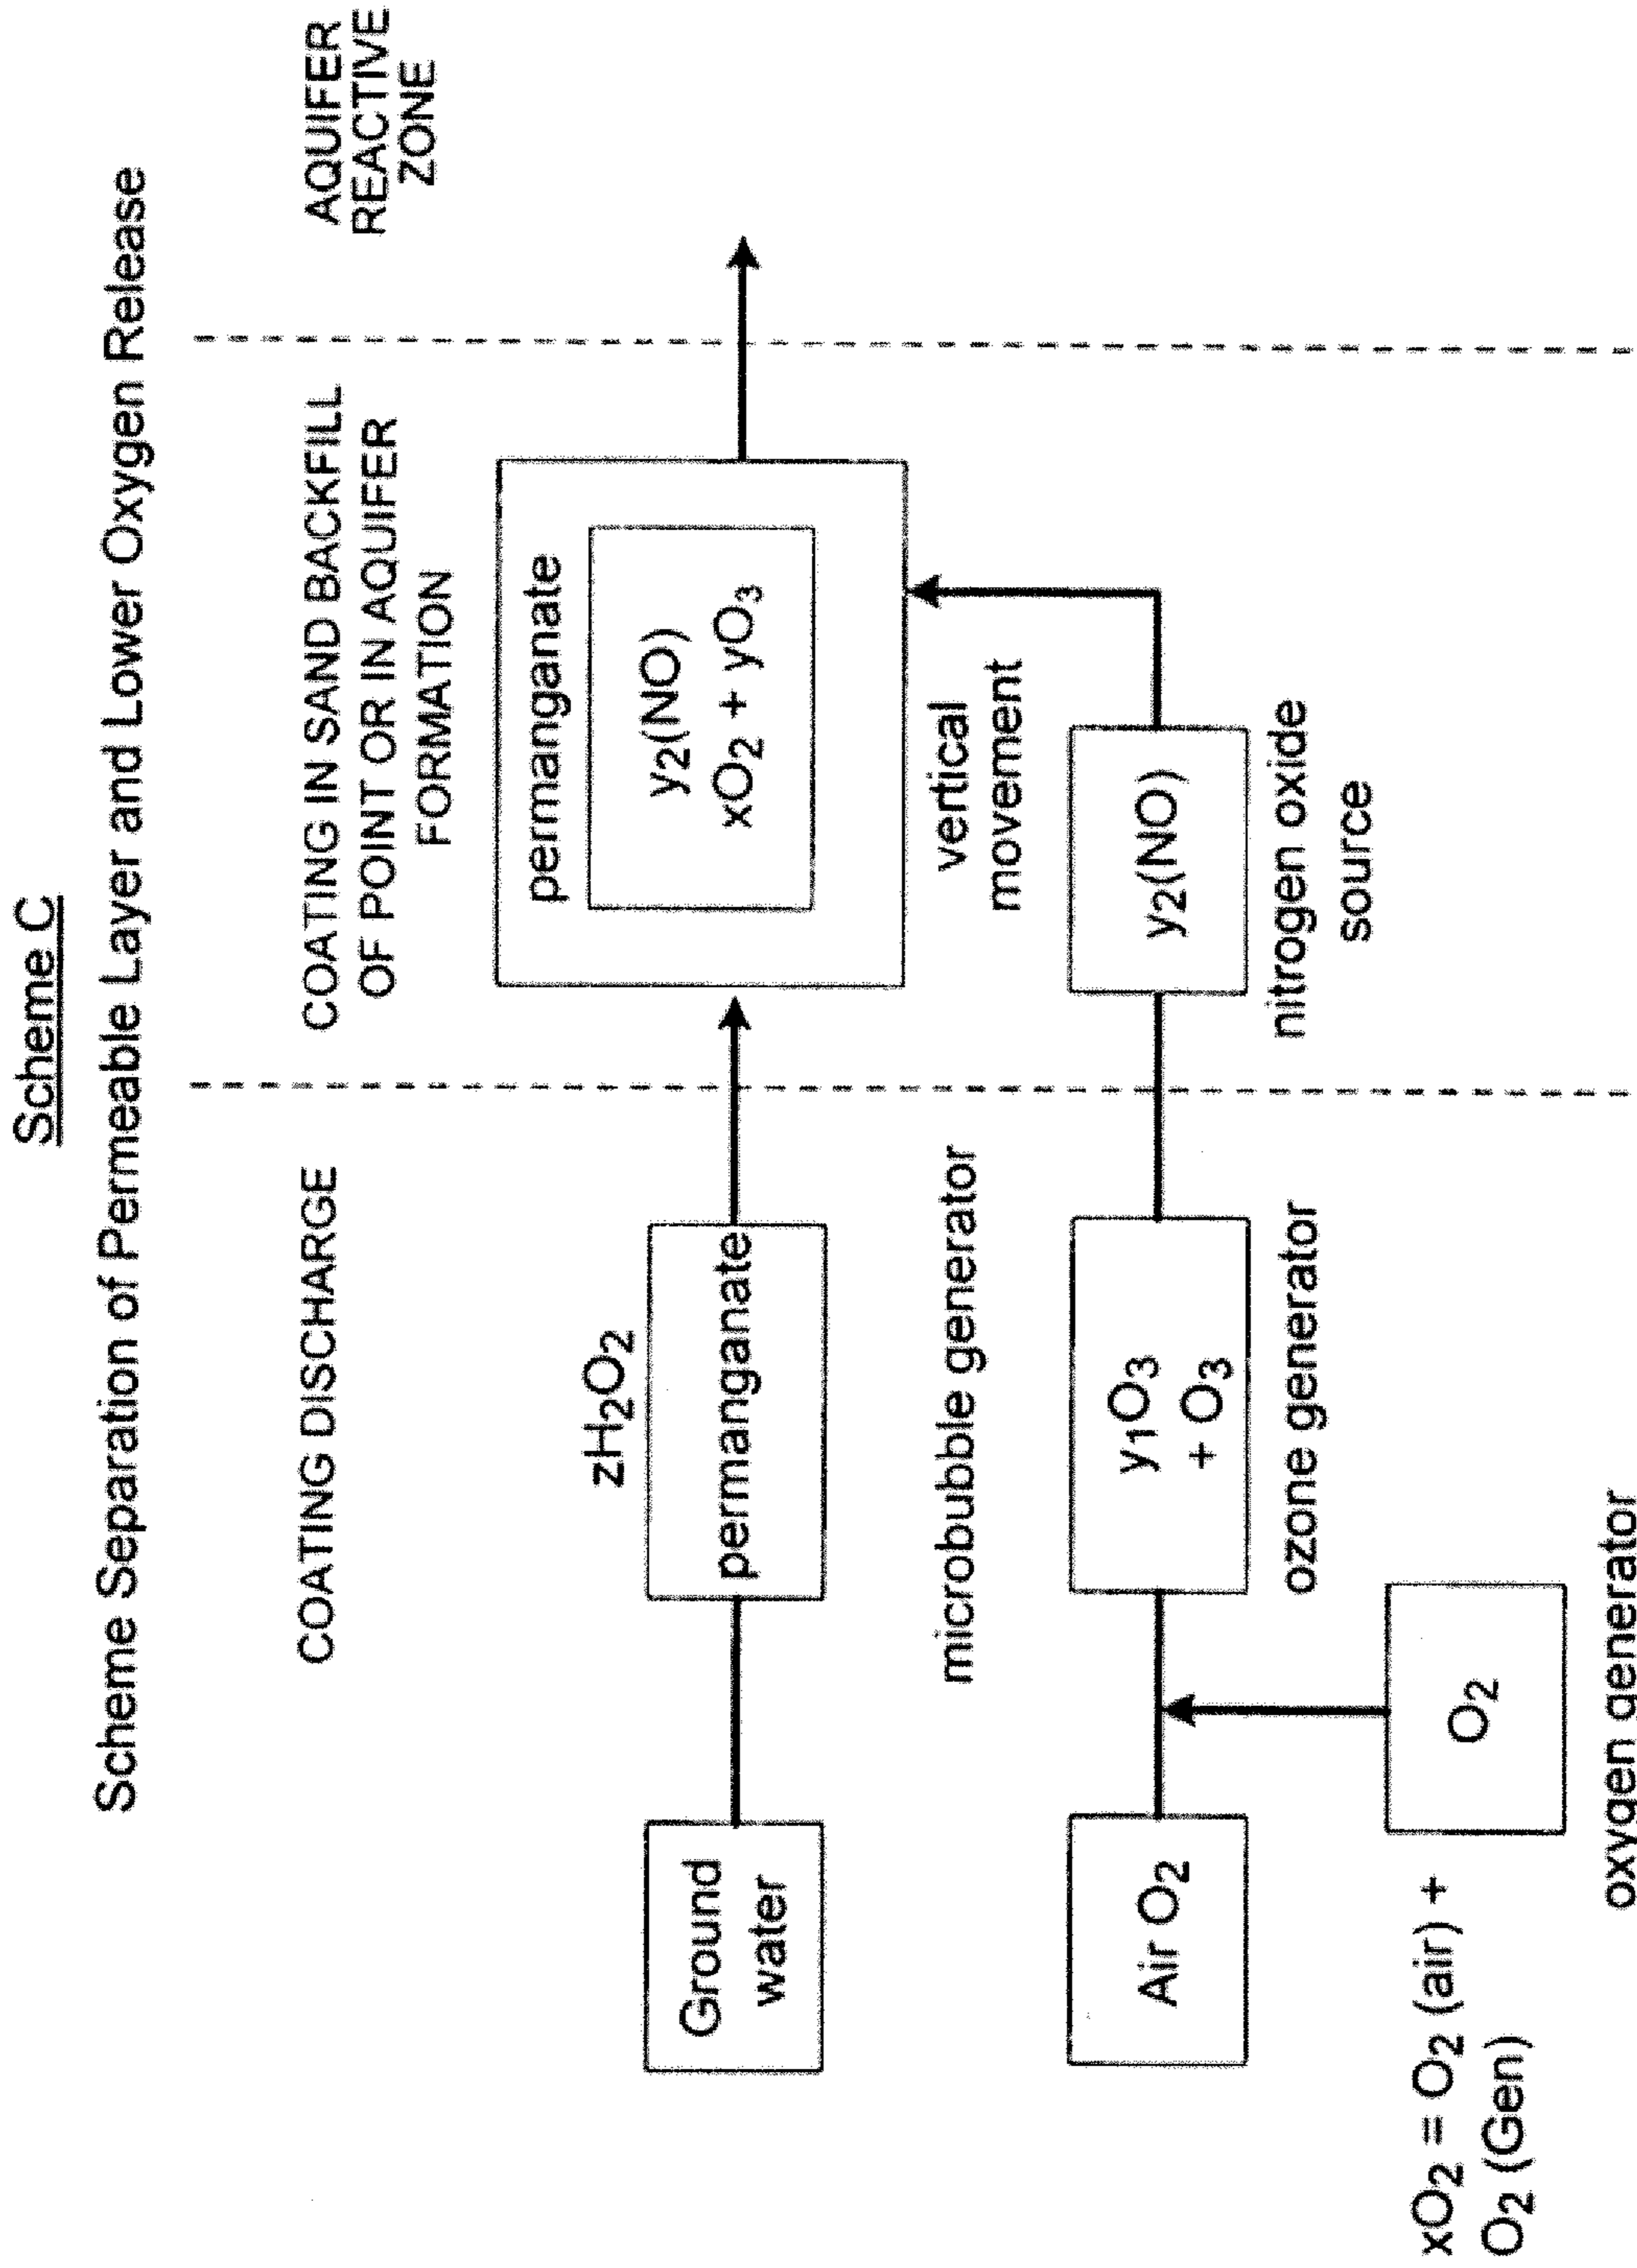 Scheme C
Scheme Separation of Permeable Layer and Lower Oxygen Release
COATING DISCHARGE
COATING IN SAND BACKFILL
OF POINT OR IN AQUIFER
FORMATION
AQUIFER
REACTIVE
ZONE
Ground
water
zH₂O₂
permanganate
permanganate
y₂(NO)
xO₂ + yO₃
microbubble generator
vertical
movement
Air O₂
y₁O₃
+ O₃
ozone generator
y₂(NO)
nitrogen oxide
source
xO₂ = O₂ (air) +
O₂ (Gen)
O₂
oxygen generator